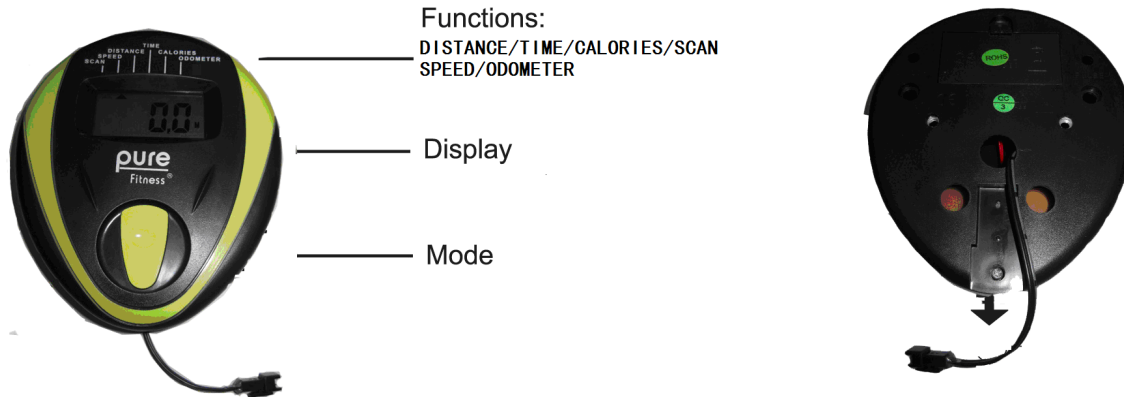 Functions:
DISTANCE/TIME/CALORIES/SCAN
SPEED/ODOMETER
TIME
DISTANCE CALORIES
SPEED ODOMETER
SCAN
0.0
pure
Fitness®
Display
Mode
ROHS
QC
3